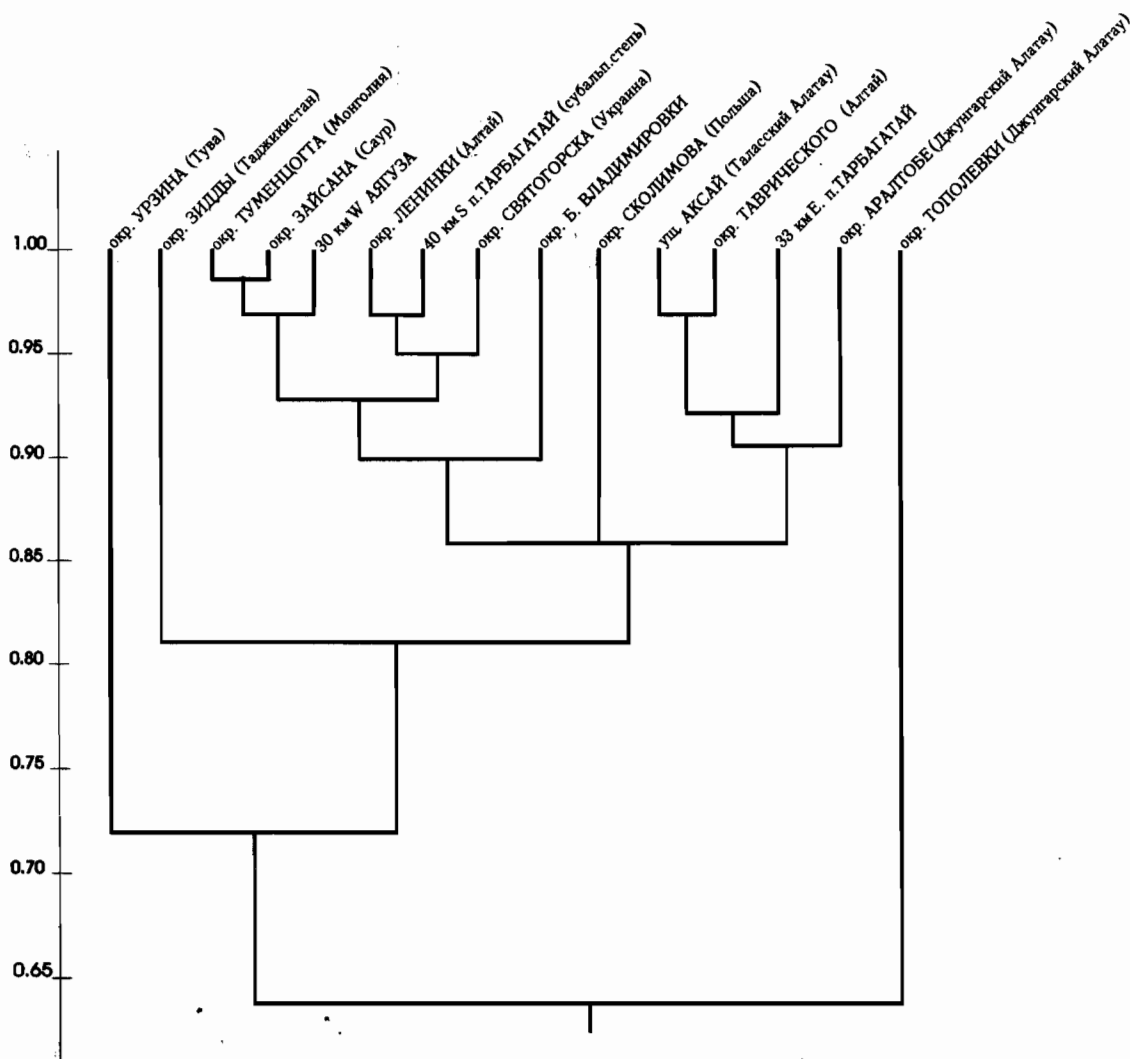 окр. УРЗИНА (Тува)
окр. ЗИДДЫ (Таджикистан)
окр. ТУМЕНЦОГТА (Монголия)
окр. ЗАЙСАНА (Саур)
30 км W АЯГУЗА
окр. ЛЕНИНКИ (Алтай)
40 км S п. ТАРБАГАТАЙ (субальп.степь)
окр. СВЯТОГОРСКА (Украина)
окр. Б. ВЛАДИМИРОВКИ
окр. СКОЛИМОВА (Польша)
ущ. АКСАЙ (Таласский Алатау)
окр. ТАВРИЧЕСКОГО (Алтай)
33 км Е. п. ТАРБАГАТАЙ
окр. АРАЛТОБЕ (Джунгарский Алатау)
окр. ТОПОЛЕВКИ (Джунгарский Алатау)
1.00
0.95
0.90
0.85
0.80
0.75
0.70
0.65